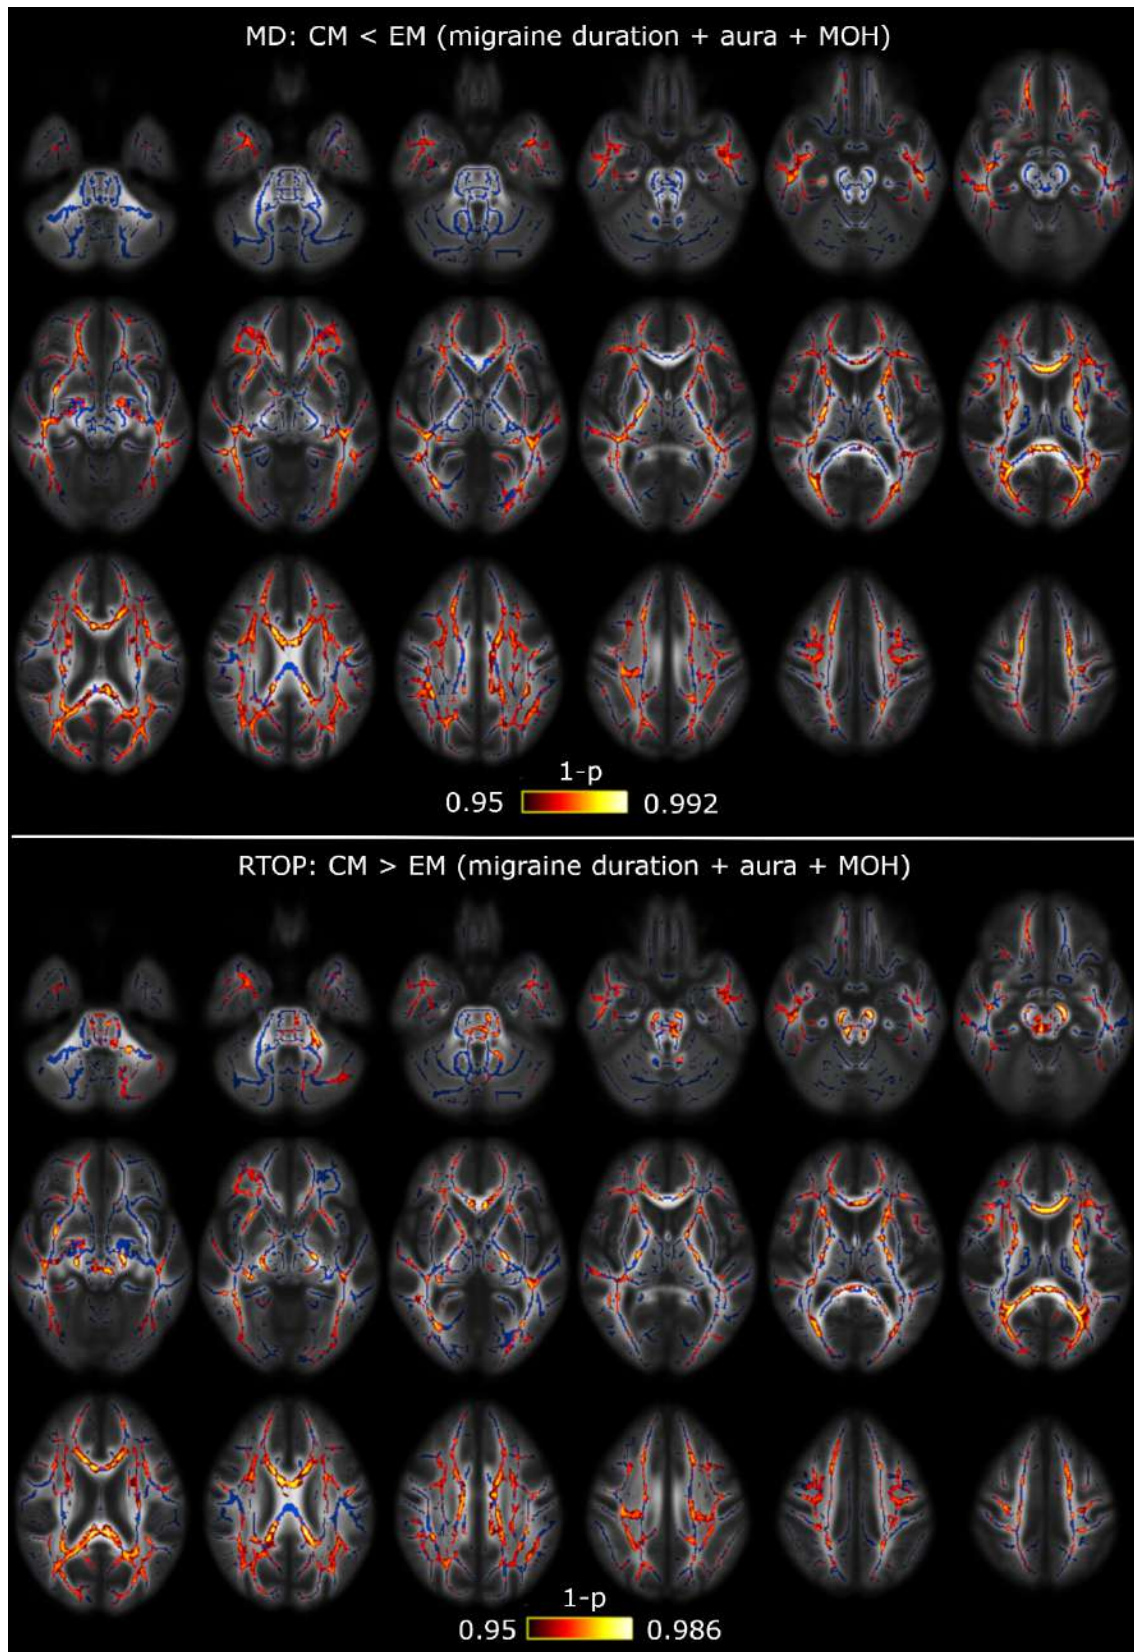 MD: CM < EM (migraine duration + aura + MOH)
1-p
0.95 0.992
RTOP: CM > EM (migraine duration + aura + MOH)
1-p
0.95 0.986